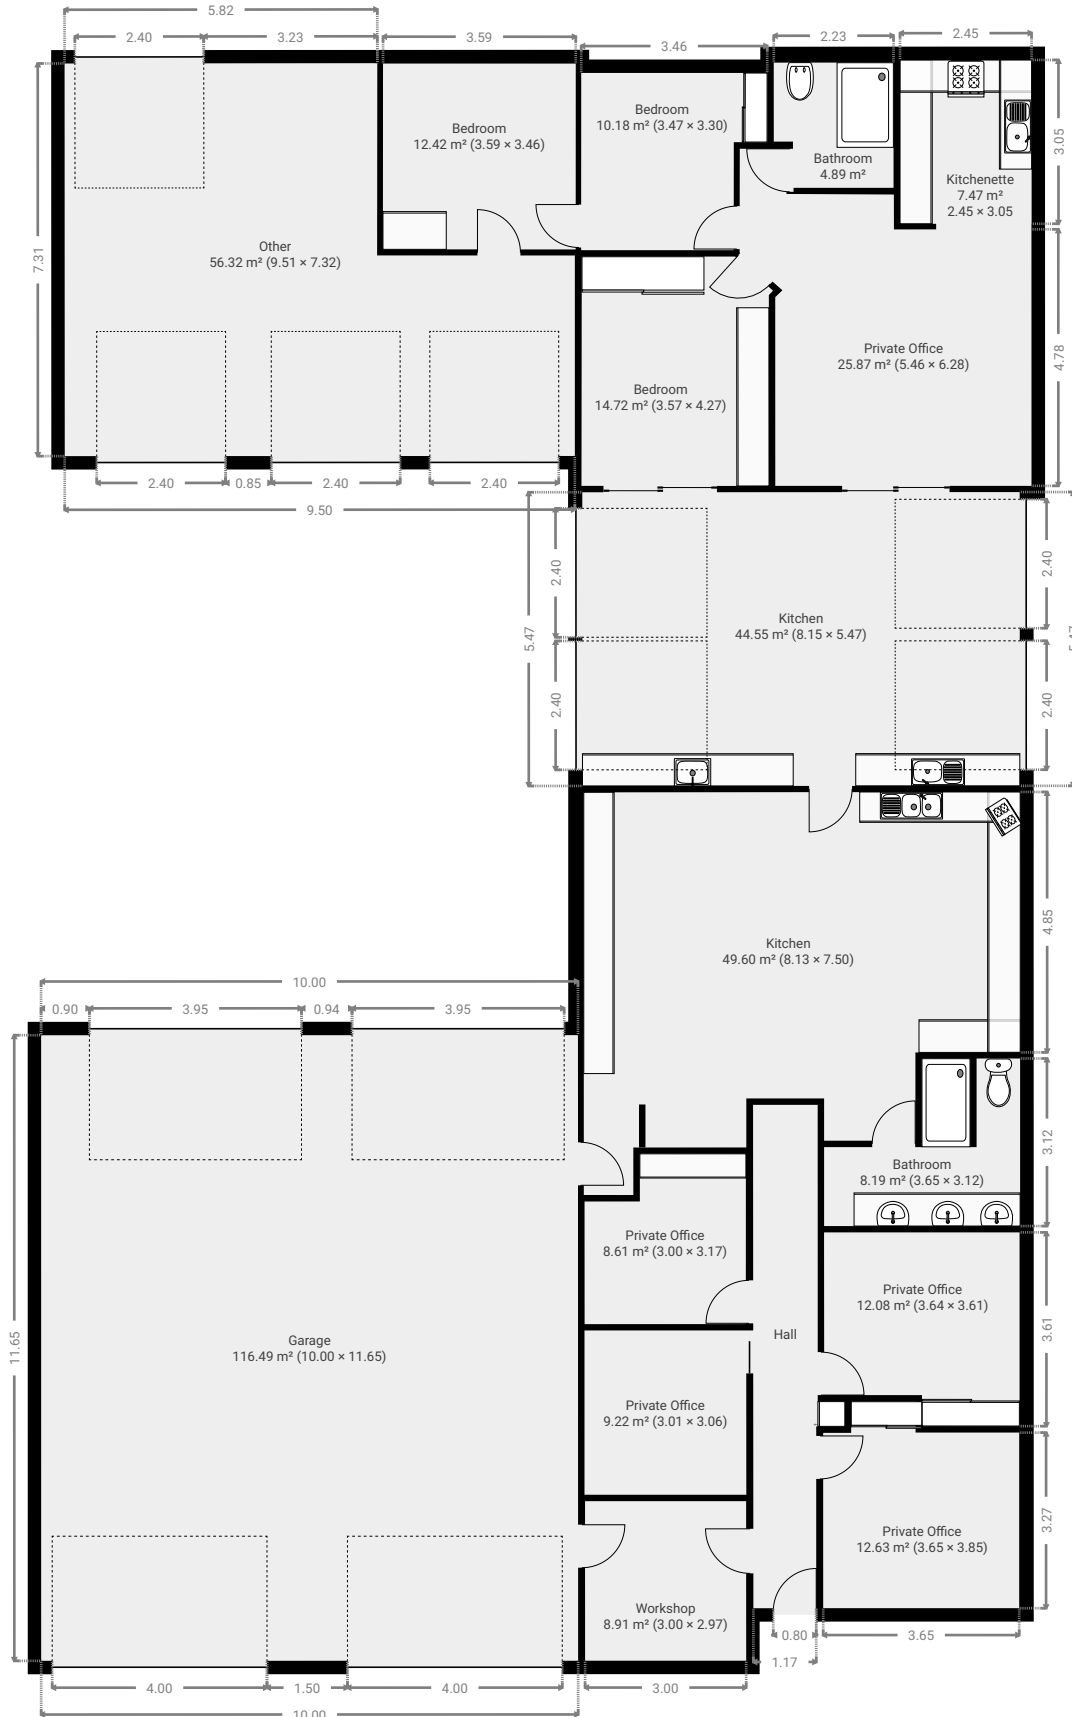 5.82
2.40
3.23
3.59
3.46
2.23
2.45
Bedroom
12.42 m² (3.59 × 3.46)
Bedroom
10.18 m² (3.47 × 3.30)
Bathroom
4.89 m²
Kitchenette
7.47 m²
2.45 × 3.05
3.05
7.31
Other
56.32 m² (9.51 × 7.32)
Private Office
25.87 m² (5.46 × 6.28)
4.78
Bedroom
14.72 m² (3.57 × 4.27)
2.40
0.85
2.40
2.40
9.50
2.40
2.40
5.47
Kitchen
44.55 m² (8.15 × 5.47)
2.40
2.40
Kitchen
49.60 m² (8.13 × 7.50)
4.85
10.00
0.90
3.95
0.94
3.95
3.12
Bathroom
8.19 m² (3.65 × 3.12)
Private Office
8.61 m² (3.00 × 3.17)
Private Office
12.08 m² (3.64 × 3.61)
3.61
Hall
11.65
Garage
116.49 m² (10.00 × 11.65)
Private Office
9.22 m² (3.01 × 3.06)
3.27
Private Office
12.63 m² (3.65 × 3.85)
Workshop
8.91 m² (3.00 × 2.97)
0.80
3.65
1.17
4.00
1.50
4.00
3.00
10.00